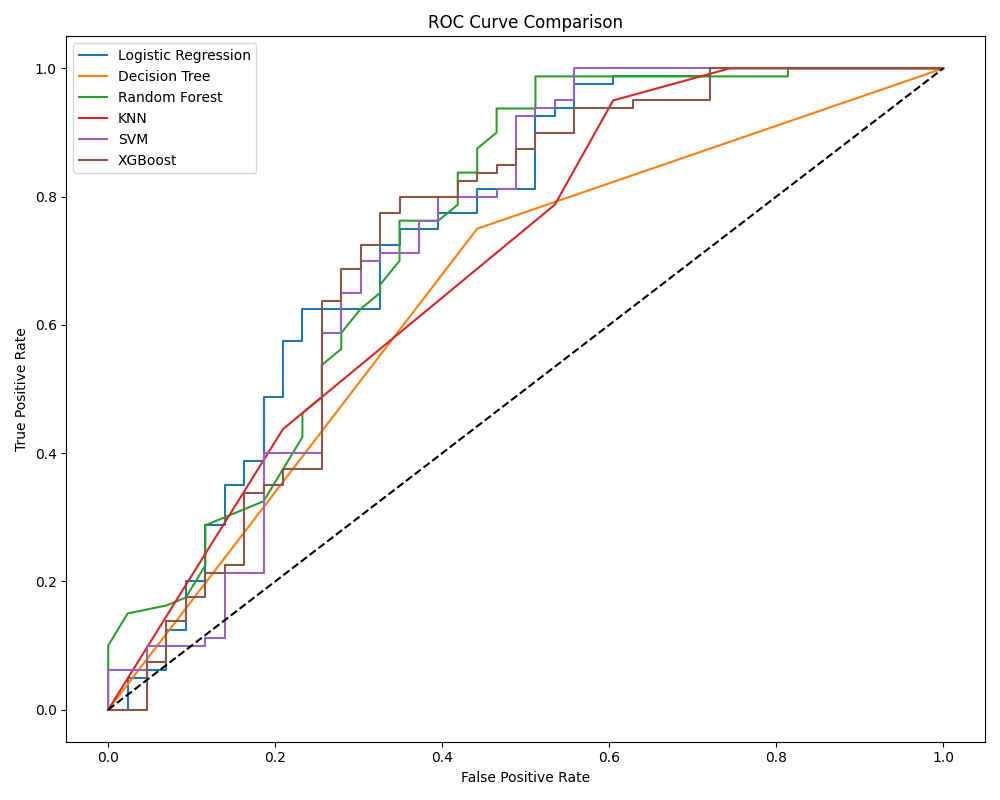 ROC Curve Comparison
Logistic Regression
Decision Tree
Random Forest
KNN
SVM
XGBoost
True Positive Rate
1.0
0.8
0.6
0.4
0.2
0.0
0.0 0.2 0.4 0.6 0.8 1.0
False Positive Rate